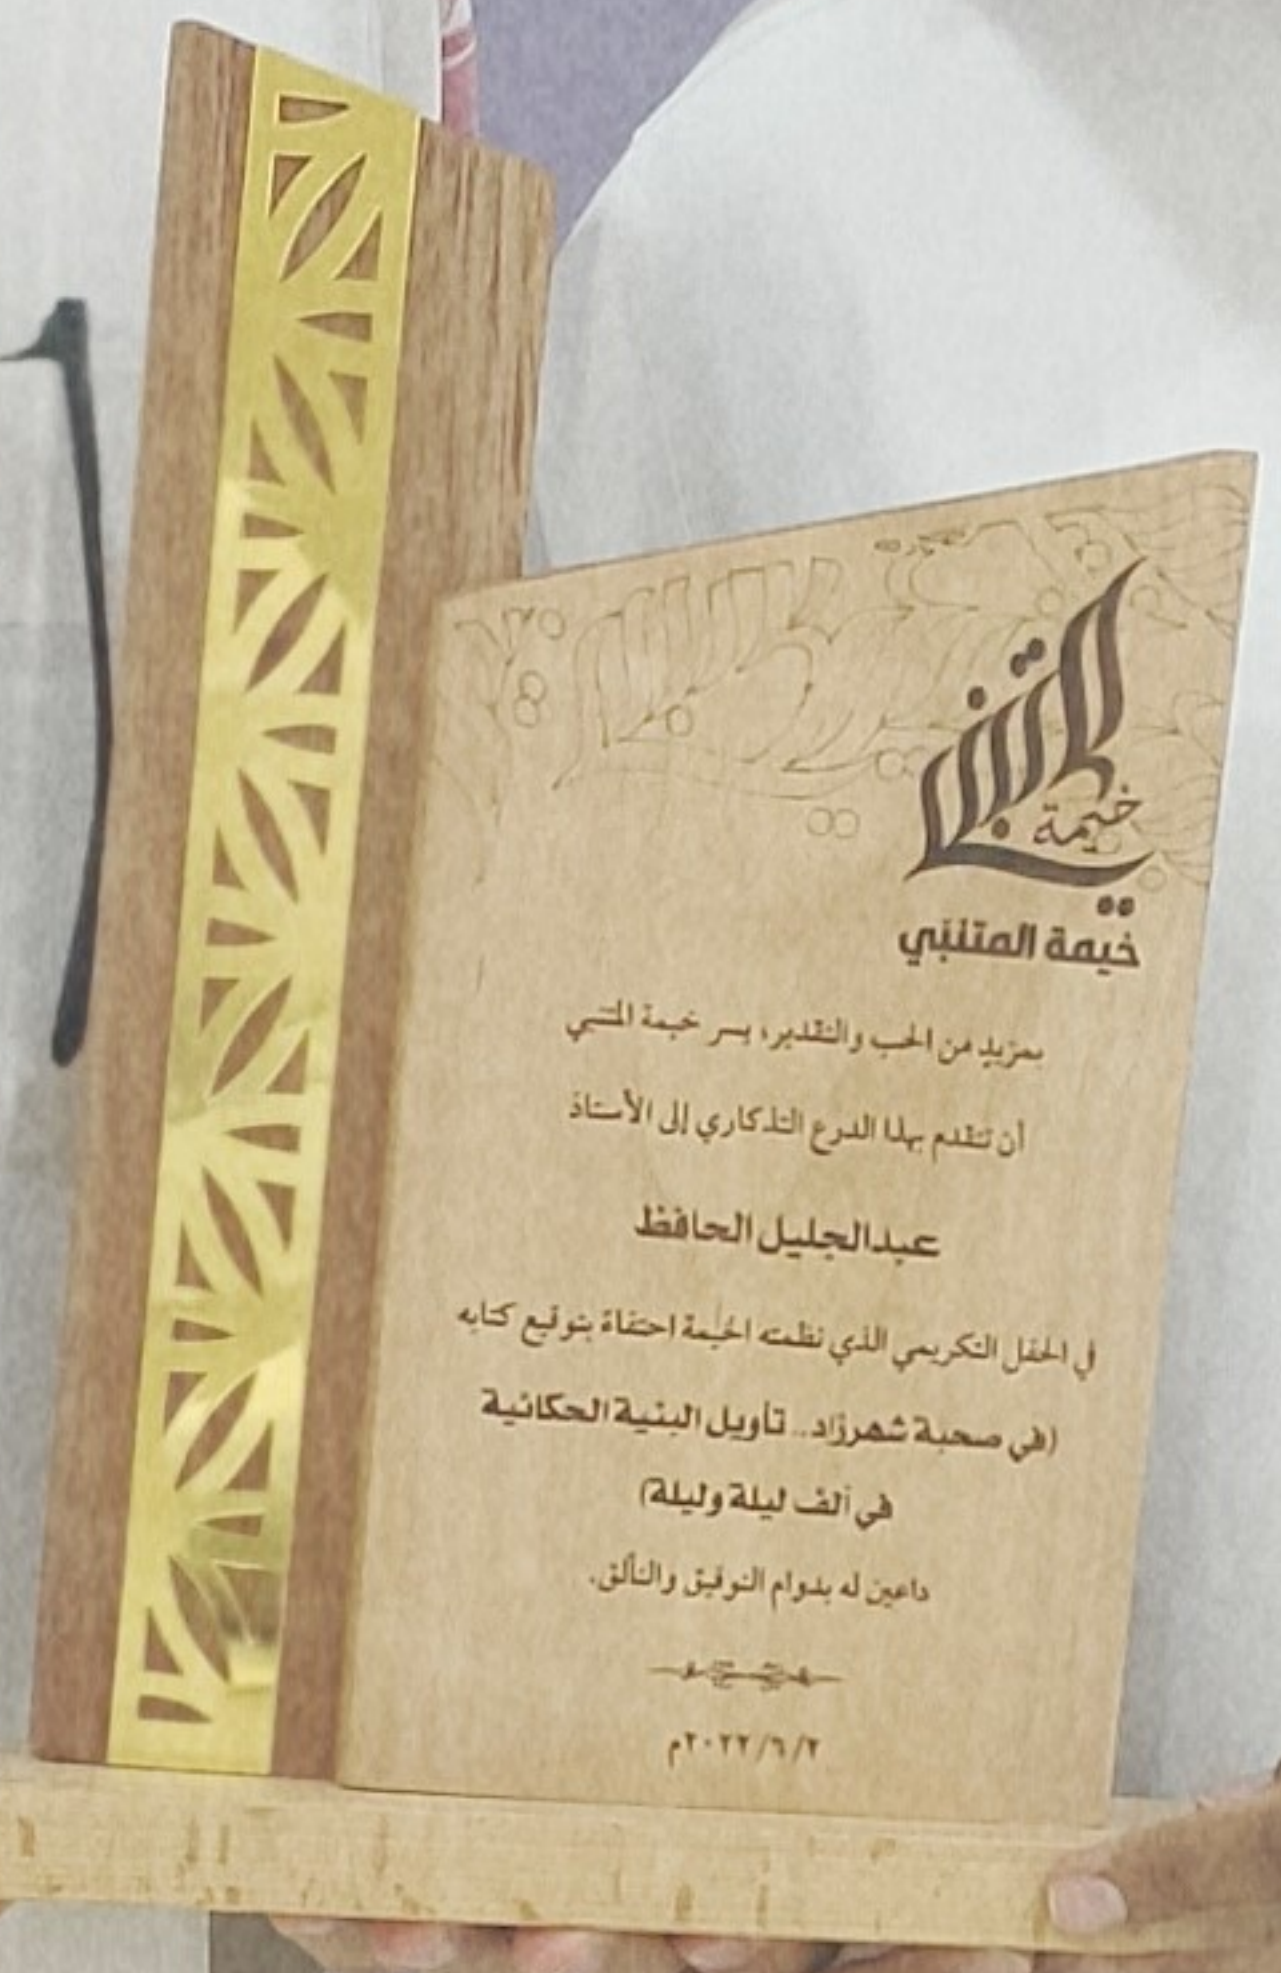 المتنبي
خيمة
خيمة المتنبي
بمزيد من الحب والتقدير، يسر خيمة المتنبي
أن تتقدم بهذا الدرع التذكاري إلى الأستاذ
عبدالجليل الحافظ
في الحفل التكريمي الذي نظمته الخيمة احتفاءً بتوقيع كتابه
(في صحبة شهرزاد.. تأويل البنية الحكائية
في ألف ليلة وليلة)
داعين له بدوام التوفيق والتألق.
٢٠٢٢/٦/٢م